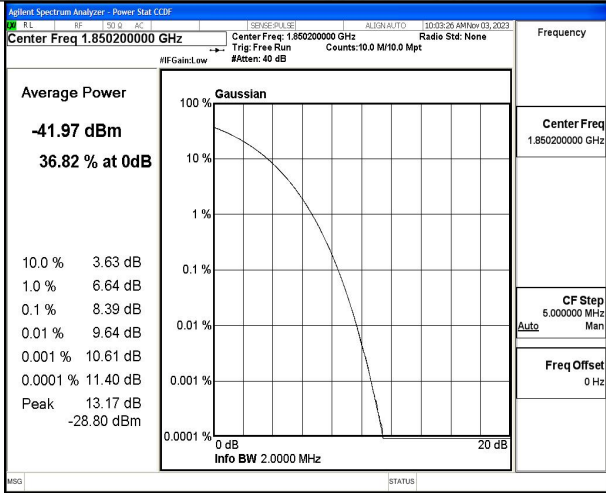 Agilent Spectrum Analyzer - Power Stat CCDF
RL RF 50 Ω AC SENSE:PULSE ALIGN AUTO 10:03:26 AM Nov 03, 2023
Center Freq 1.850200000 GHz
Center Freq: 1.850200000 GHz Radio Std: None
Trig: Free Run Counts:10.0 M/10.0 Mpt
#IFGain:Low #Atten: 40 dB
Frequency
Average Power
-41.97 dBm
36.82 % at 0dB
10.0 % 3.63 dB
1.0 % 6.64 dB
0.1 % 8.39 dB
0.01 % 9.64 dB
0.001 % 10.61 dB
0.0001 % 11.40 dB
Peak 13.17 dB
-28.80 dBm
Gaussian
100 %
10 %
1 %
0.1 %
0.01 %
0.001 %
0.0001 %
0 dB 20 dB
Info BW 2.0000 MHz
Center Freq
1.850200000 GHz
CF Step
5.000000 MHz
Auto Man
Freq Offset
0 Hz
MSG STATUS